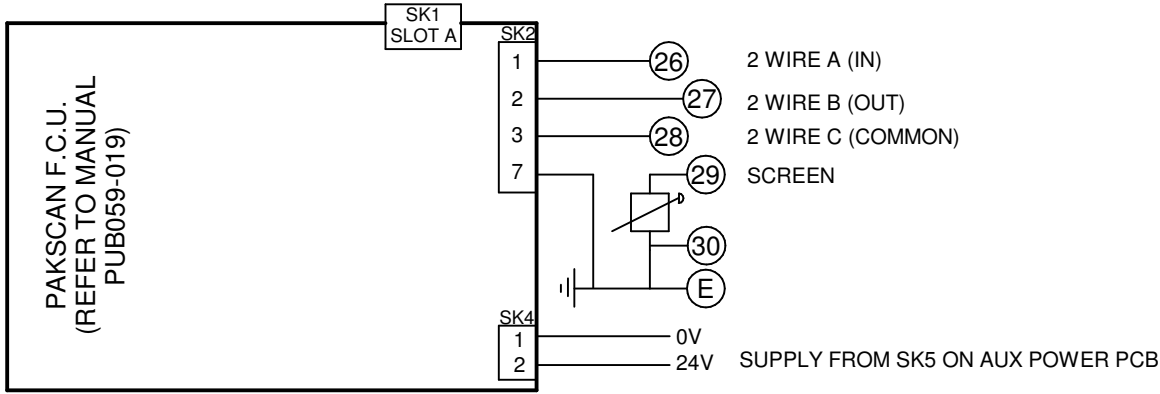 SK1
SLOT A
SK2
1
26
2 WIRE A (IN)
2
27
2 WIRE B (OUT)
3
28
2 WIRE C (COMMON)
7
29
SCREEN
30
E
PAKSCAN F.C.U.
(REFER TO MANUAL
PUB059-019)
SK4
1
0V
2
24V
SUPPLY FROM SK5 ON AUX POWER PCB